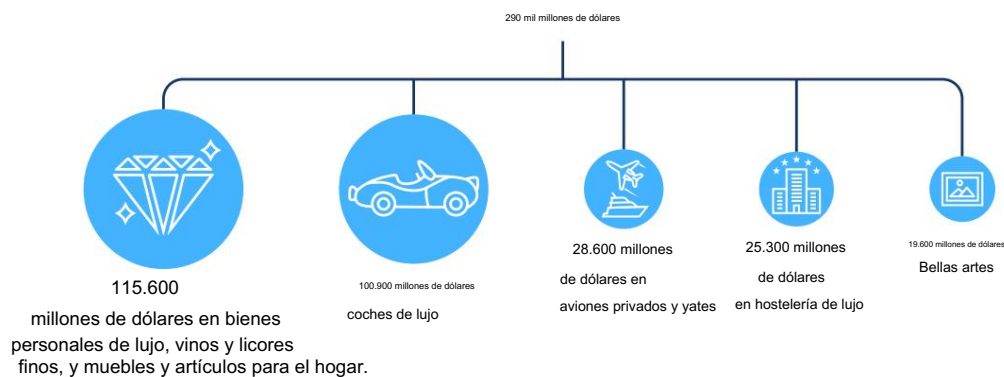 290 mil millones de dólares
115.600
millones de dólares en bienes
personales de lujo, vinos y licores
finos, y muebles y artículos para el hogar.
100.900 millones de dólares
coches de lujo
28.600 millones
de dólares en
aviones privados y yates
25.300 millones
de dólares
en hostelería de lujo
19.600 millones de dólares
Bellas artes